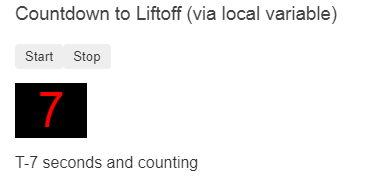 Countdown to Liftoff (via local variable)
Start Stop
7
T-7 seconds and counting